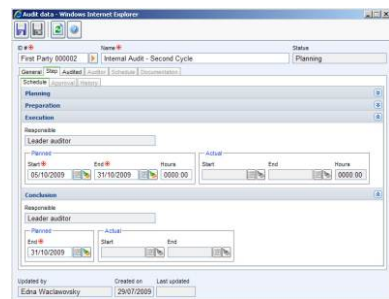 Audit data - Windows Internet Explorer
ID # Name Status
First Party 000002 Internal Audit - Second Cycle Planning
General Step Audited Auditor Schedule Documentation
Schedule Approval History
Planning
Preparation
Execution
Responsible
Leader auditor
Planned Actual
Start End Hours Start End Hours
05/10/2009 31/10/2009 0000:00 0000:00
Conclusion
Responsible
Leader auditor
Planned Actual
End Start End
31/10/2009
Updated by Created on Last updated
Edna Waclawovsky 29/07/2009